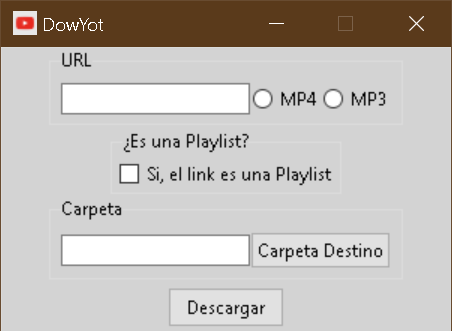 DowYot
URL
MP4 MP3
¿Es una Playlist?
Si, el link es una Playlist
Carpeta
Carpeta Destino
Descargar